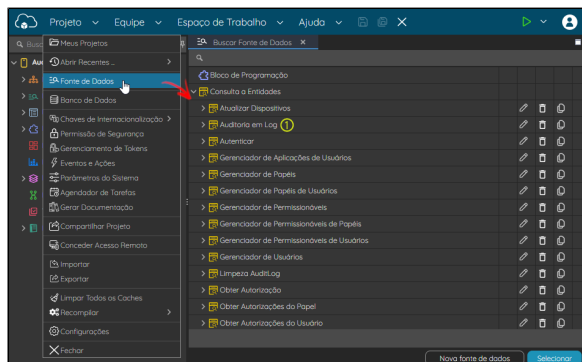 Projeto Equipe Espaço de Trabalho Ajuda
Meus Projetos
Abrir Recentes ...
Fonte de Dados
Banco de Dados
Chaves de Internacionalização
Permissão de Segurança
Gerenciamento de Tokens
Eventos e Ações
Parâmetros do Sistema
Agendador de Tarefas
Gerar Documentação
Compartilhar Projeto
Conceder Acesso Remoto
Importar
Exportar
Limpar Todos os Caches
Recompilar
Configurações
Fechar
Buscar Fonte de Dados
Bloco de Programação
Consulta a Entidades
Atualizar Dispositivos
Auditoria em Log 1
Autenticar
Gerenciador de Aplicações de Usuários
Gerenciador de Papéis
Gerenciador de Papéis de Usuários
Gerenciador de Permissionáveis
Gerenciador de Permissionáveis de Papéis
Gerenciador de Permissionáveis de Usuários
Gerenciador de Usuários
Limpeza AuditLog
Obter Autorização
Obter Autorizações do Papel
Obter Autorizações do Usuário
Nova fonte de dados Selecionar